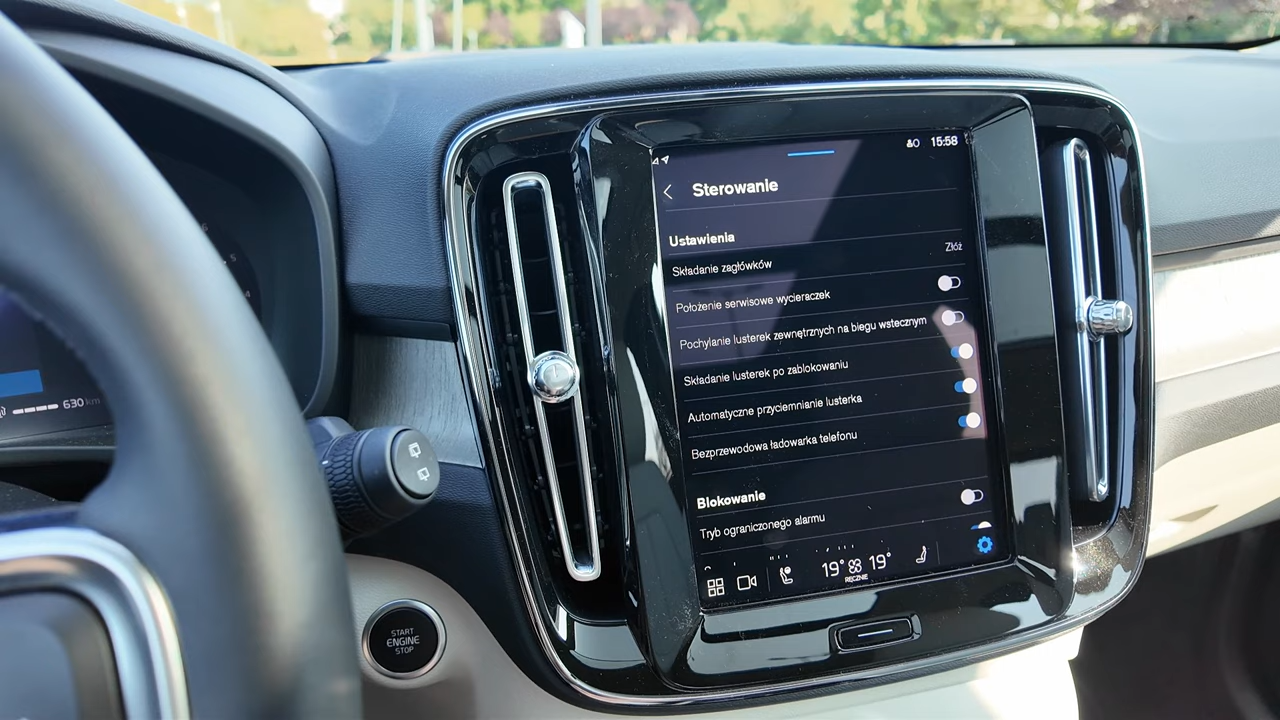 15:58
Sterowanie
Ustawienia
Składanie zagłówków
Złóż
Położenie serwisowe wycieraczek
Pochylanie lusterek zewnętrznych na biegu wstecznym
Składanie lusterek po zablokowaniu
Automatyczne przyciemnianie lusterka
Bezprzewodowa ładowarka telefonu
Blokowanie
Tryb ograniczonego alarmu
19° 19°
RĘCZNIE
630 km
START
ENGINE
STOP